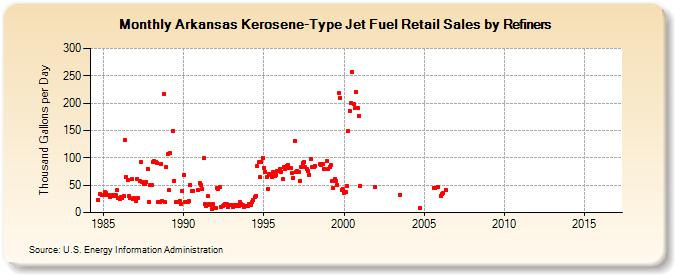 Monthly Arkansas Kerosene-Type Jet Fuel Retail Sales by Refiners
Thousand Gallons per Day
300
250
200
150
100
50
0
1985 1990 1995 2000 2005 2010 2015
Source: U.S. Energy Information Administration